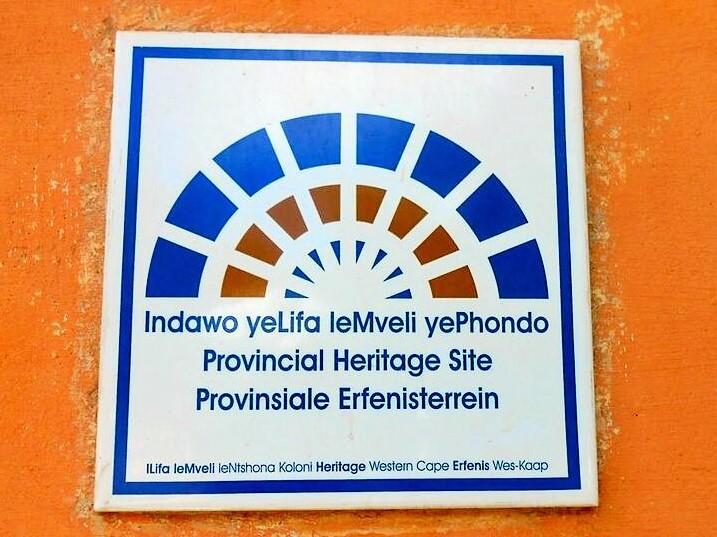 Indawo yeLifa leMveli yePhondo
Provincial Heritage Site
Provinsiale Erfenisterrein
ILifa leMveli leNtshona Koloni Heritage Western Cape Erfenis Wes-Kaap